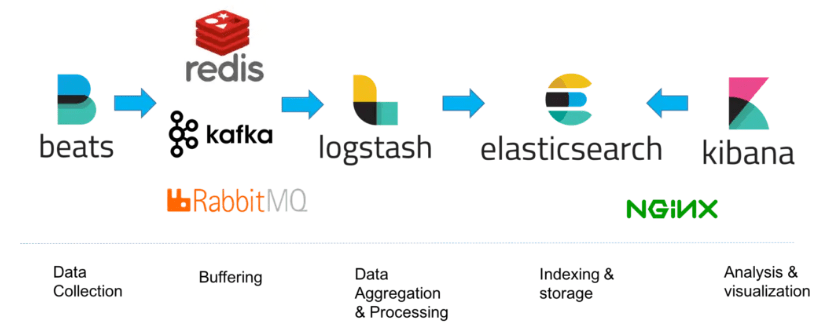 redis
beats
kafka
logstash
elasticsearch
kibana
RabbitMQ
NGINX
Data
Collection
Buffering
Data
Aggregation
& Processing
Indexing &
storage
Analysis &
visualization